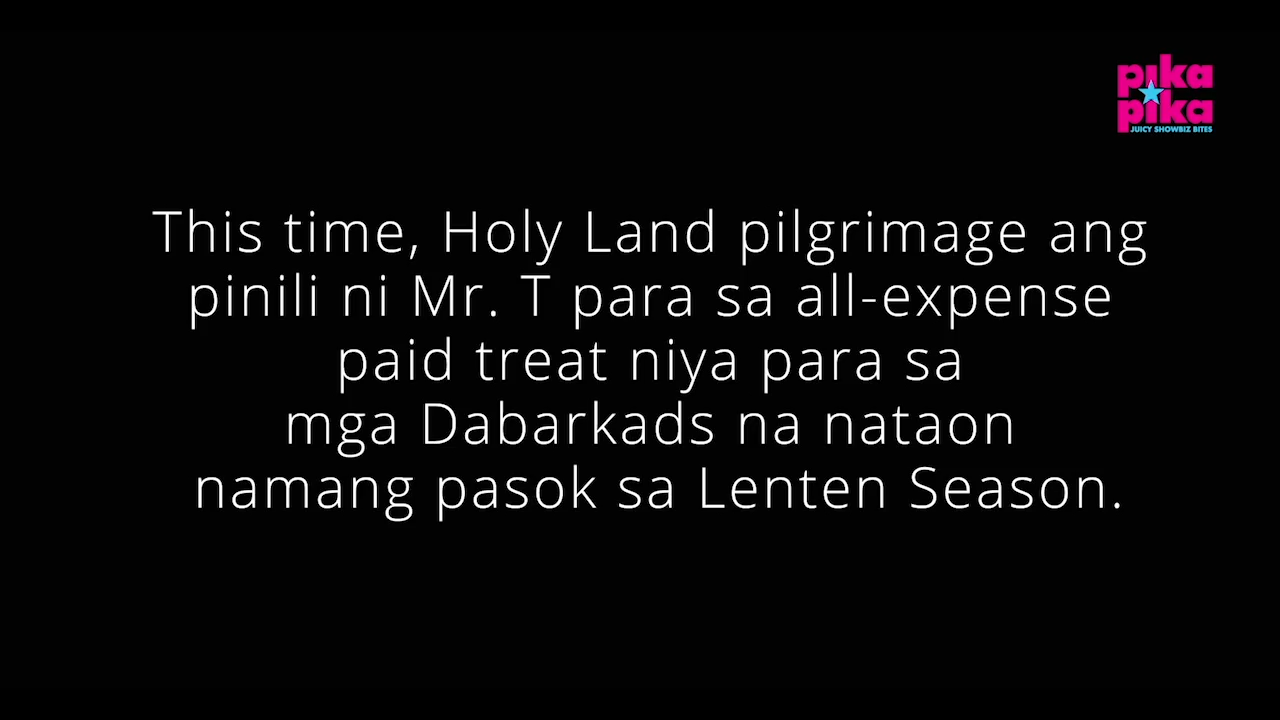 pika
pika
JUICY SHOWBIZ BITES
This time, Holy Land pilgrimage ang
pinili ni Mr. T para sa all-expense
paid treat niya para sa
mga Dabarkads na nataon
namang pasok sa Lenten Season.